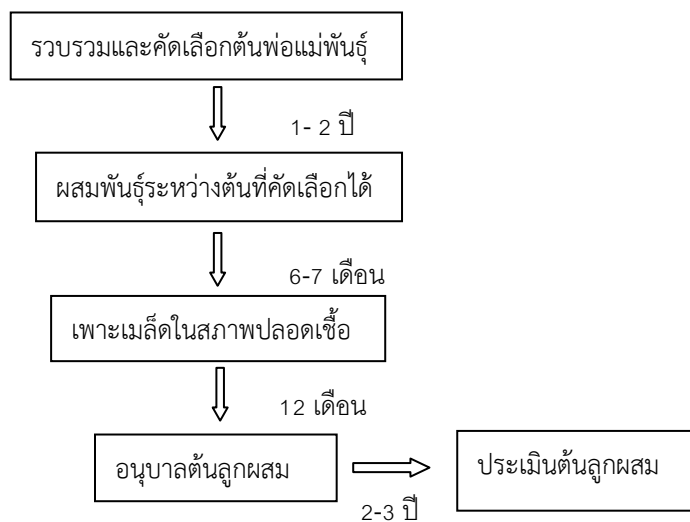 รวบรวมและคัดเลือกต้นพ่อแม่พันธุ์
1- 2 ปี
ผสมพันธุ์ระหว่างต้นที่คัดเลือกได้
6-7 เดือน
เพาะเมล็ดในสภาพปลอดเชื้อ
12 เดือน
อนุบาลต้นลูกผสม
ประเมินต้นลูกผสม
2-3 ปี